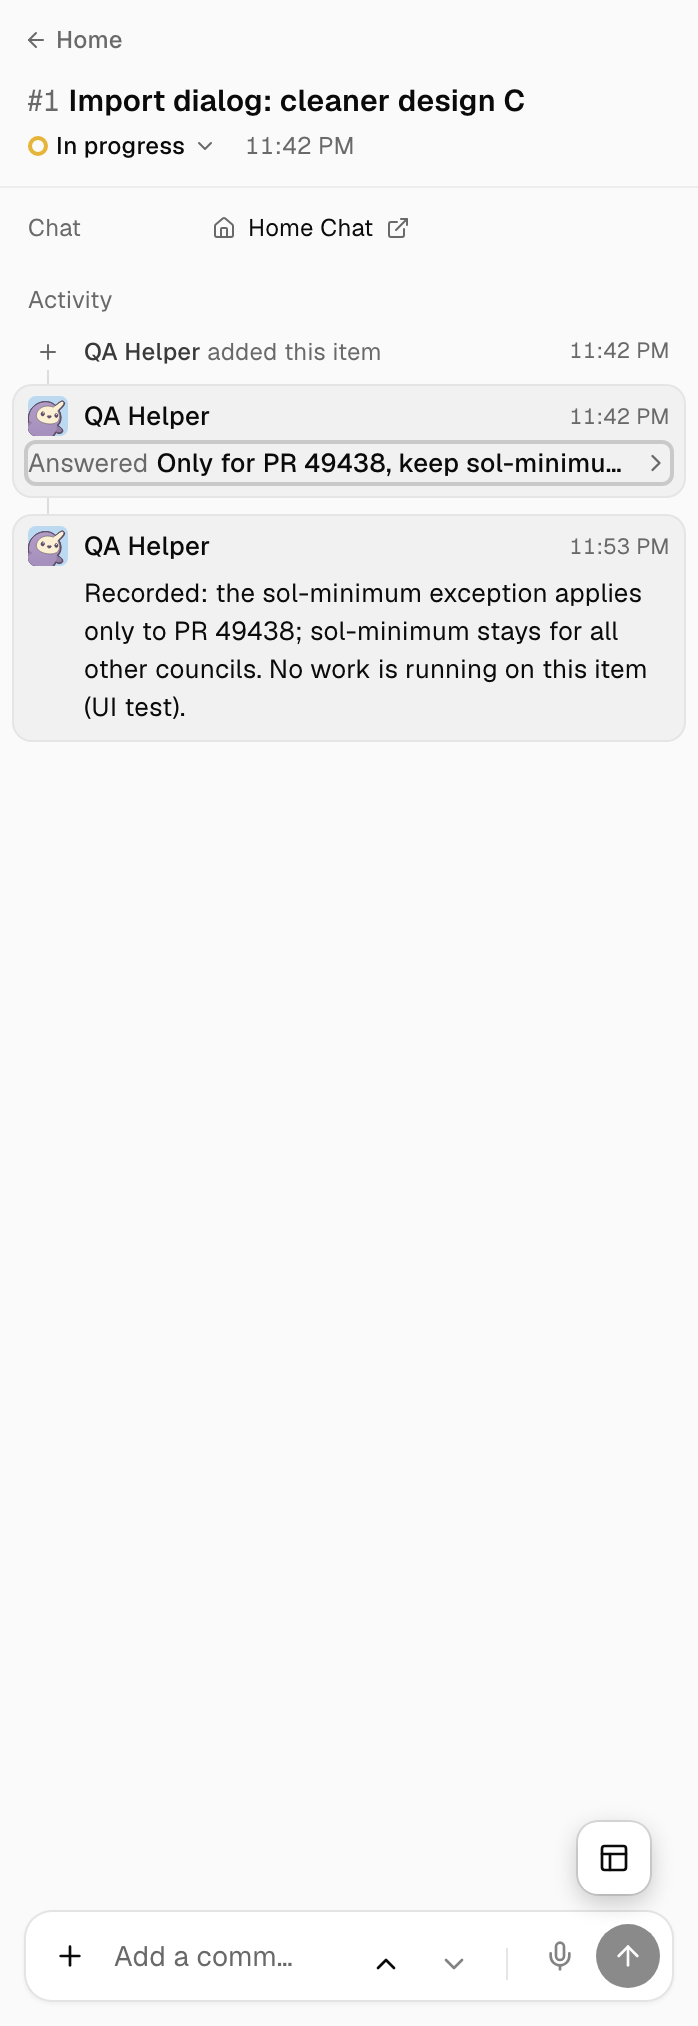 Home
#1 Import dialog: cleaner design C
In progress 11:42 PM
Chat Home Chat
Activity
QA Helper added this item 11:42 PM
QA Helper 11:42 PM
Answered Only for PR 49438, keep sol-minimu...
QA Helper 11:53 PM
Recorded: the sol-minimum exception applies
only to PR 49438; sol-minimum stays for all
other councils. No work is running on this item
(UI test).
Add a comm...